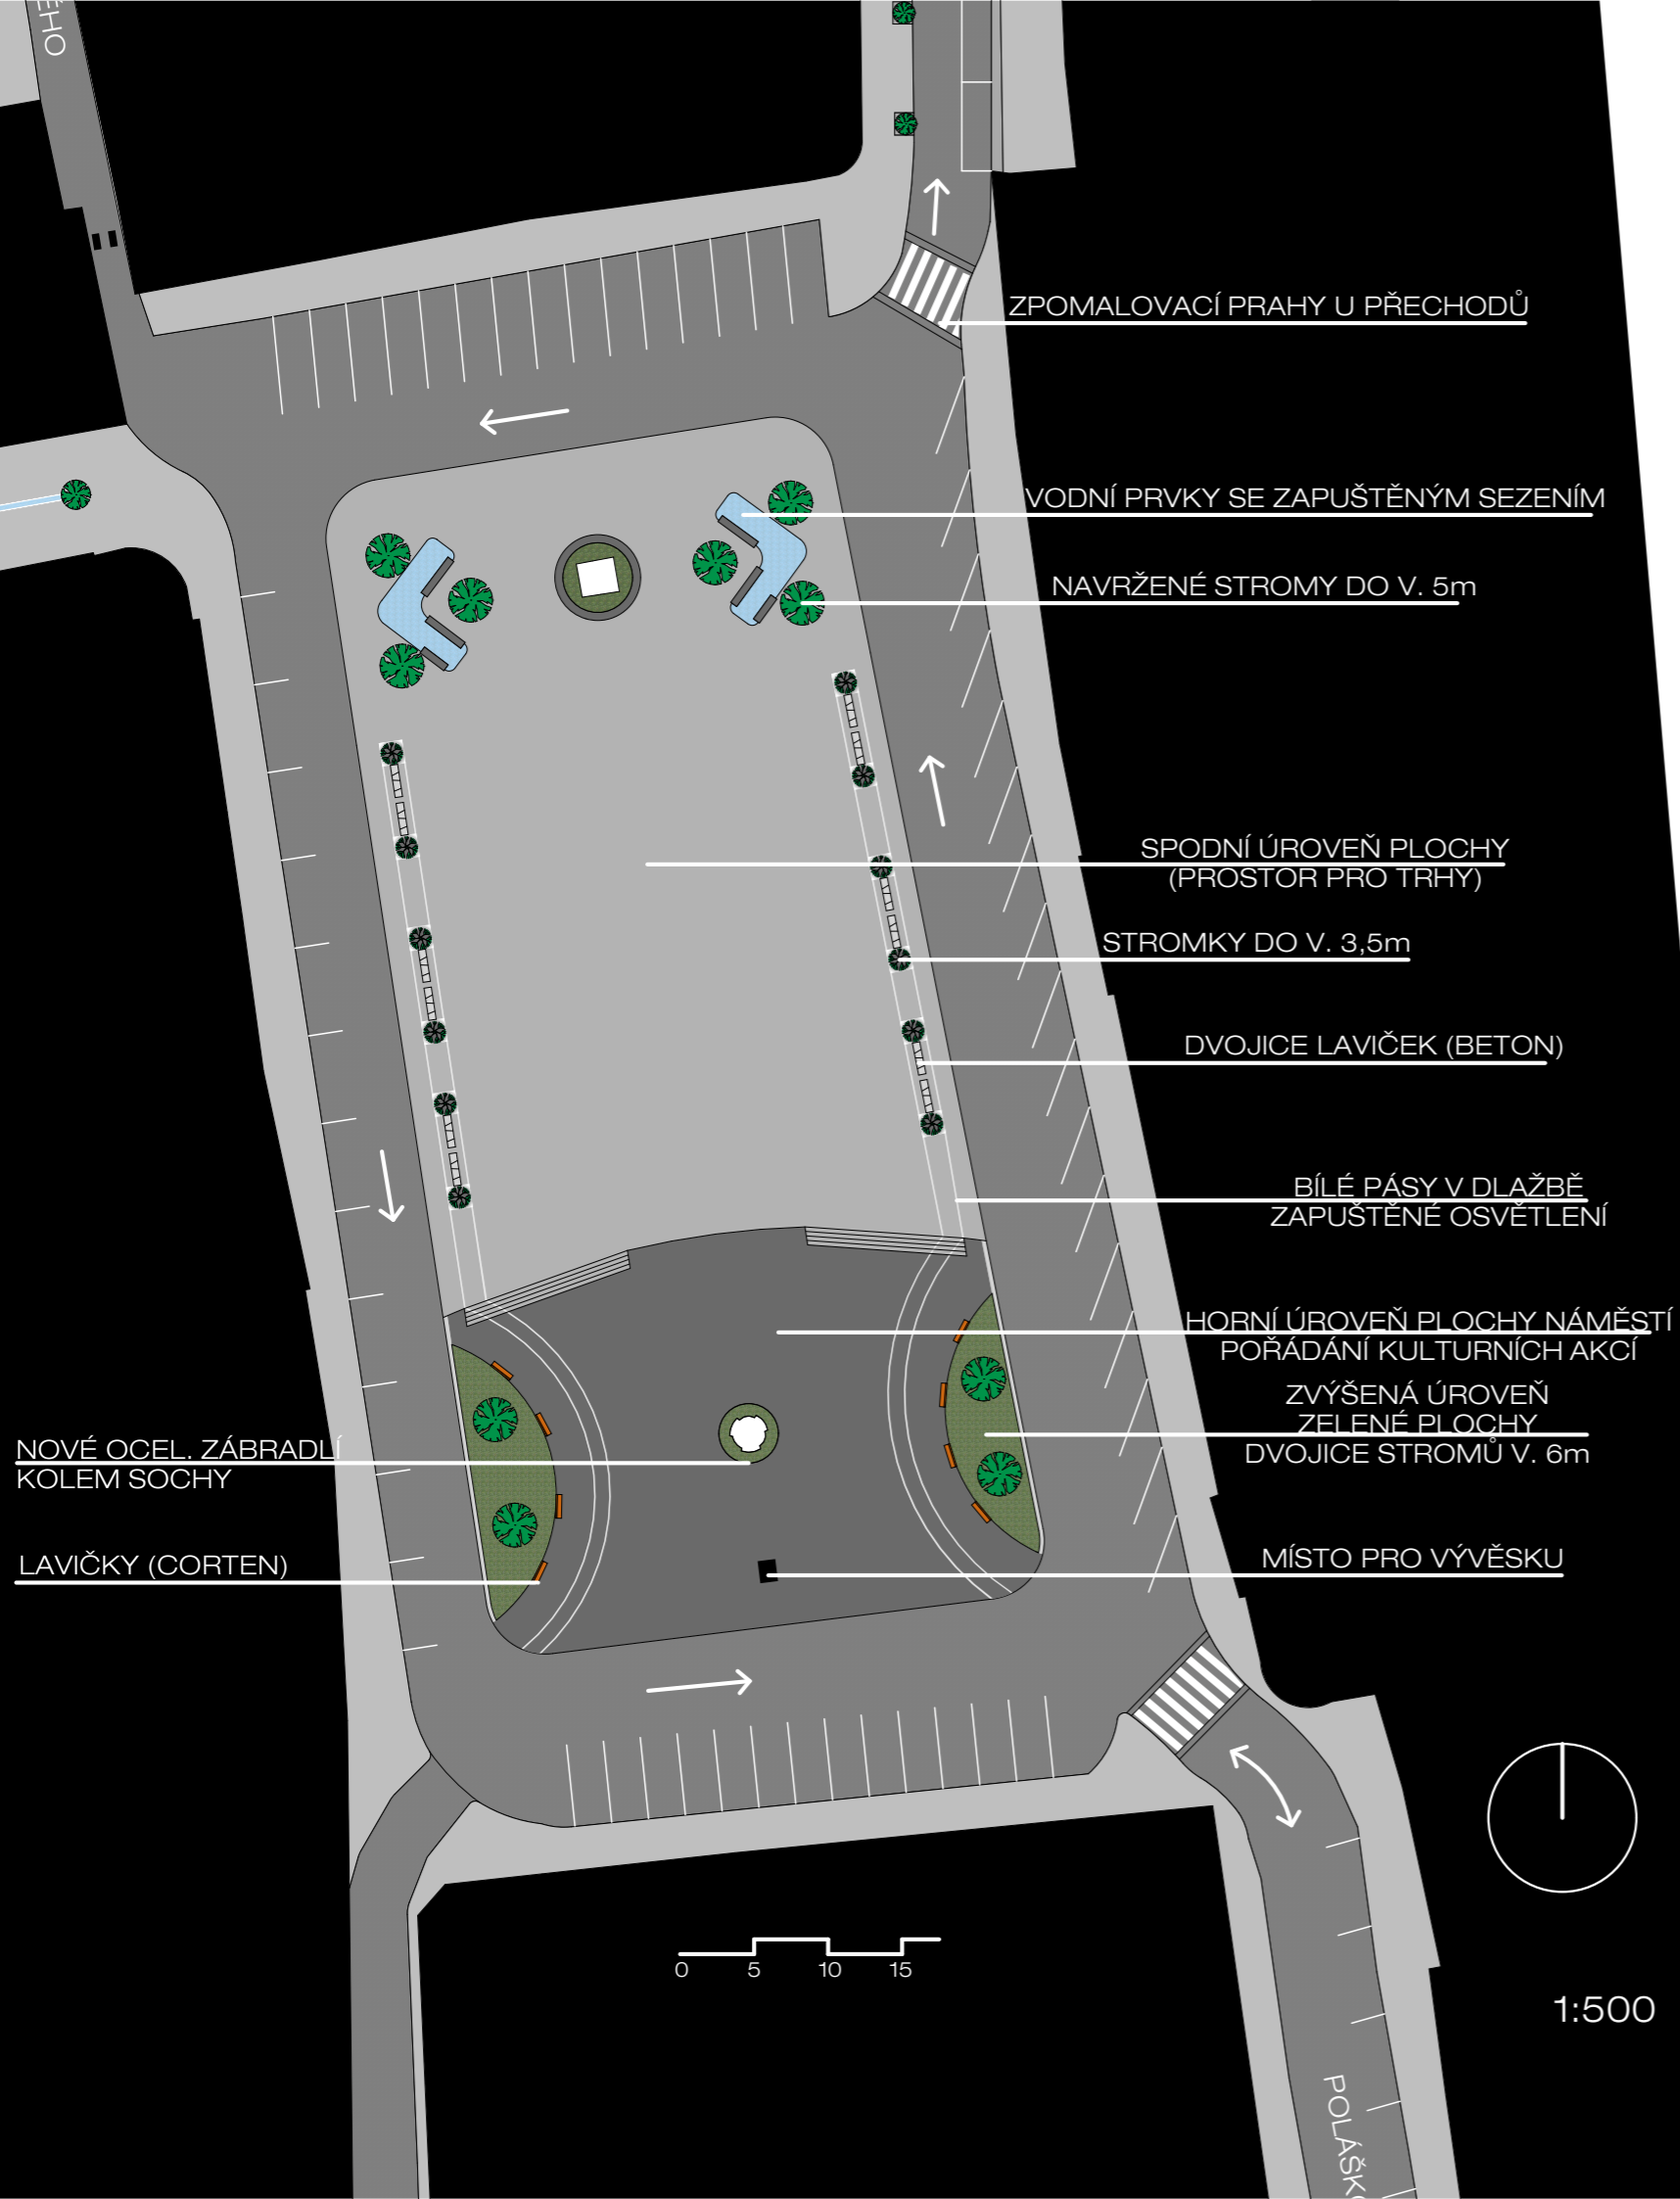 ZPOMALOVACÍ PRAHY U PŘECHODŮ
VODNÍ PRVKY SE ZAPUŠTĚNÝM SEZENÍM
NAVRŽENÉ STROMY DO V. 5m
SPODNÍ ÚROVEŇ PLOCHY
(PROSTOR PRO TRHY)
STROMKY DO V. 3,5m
DVOJICE LAVIČEK (BETON)
BÍLÉ PÁSY V DLAŽBĚ
ZAPUŠTĚNÉ OSVĚTLENÍ
HORNÍ ÚROVEŇ PLOCHY NÁMĚSTÍ
POŘÁDÁNÍ KULTURNÍCH AKCÍ
ZVÝŠENÁ ÚROVEŇ
ZELENÉ PLOCHY
DVOJICE STROMŮ V. 6m
NOVÉ OCEL. ZÁBRADLÍ
KOLEM SOCHY
LAVIČKY (CORTEN)
MÍSTO PRO VÝVĚSKU
0 5 10 15
1:500